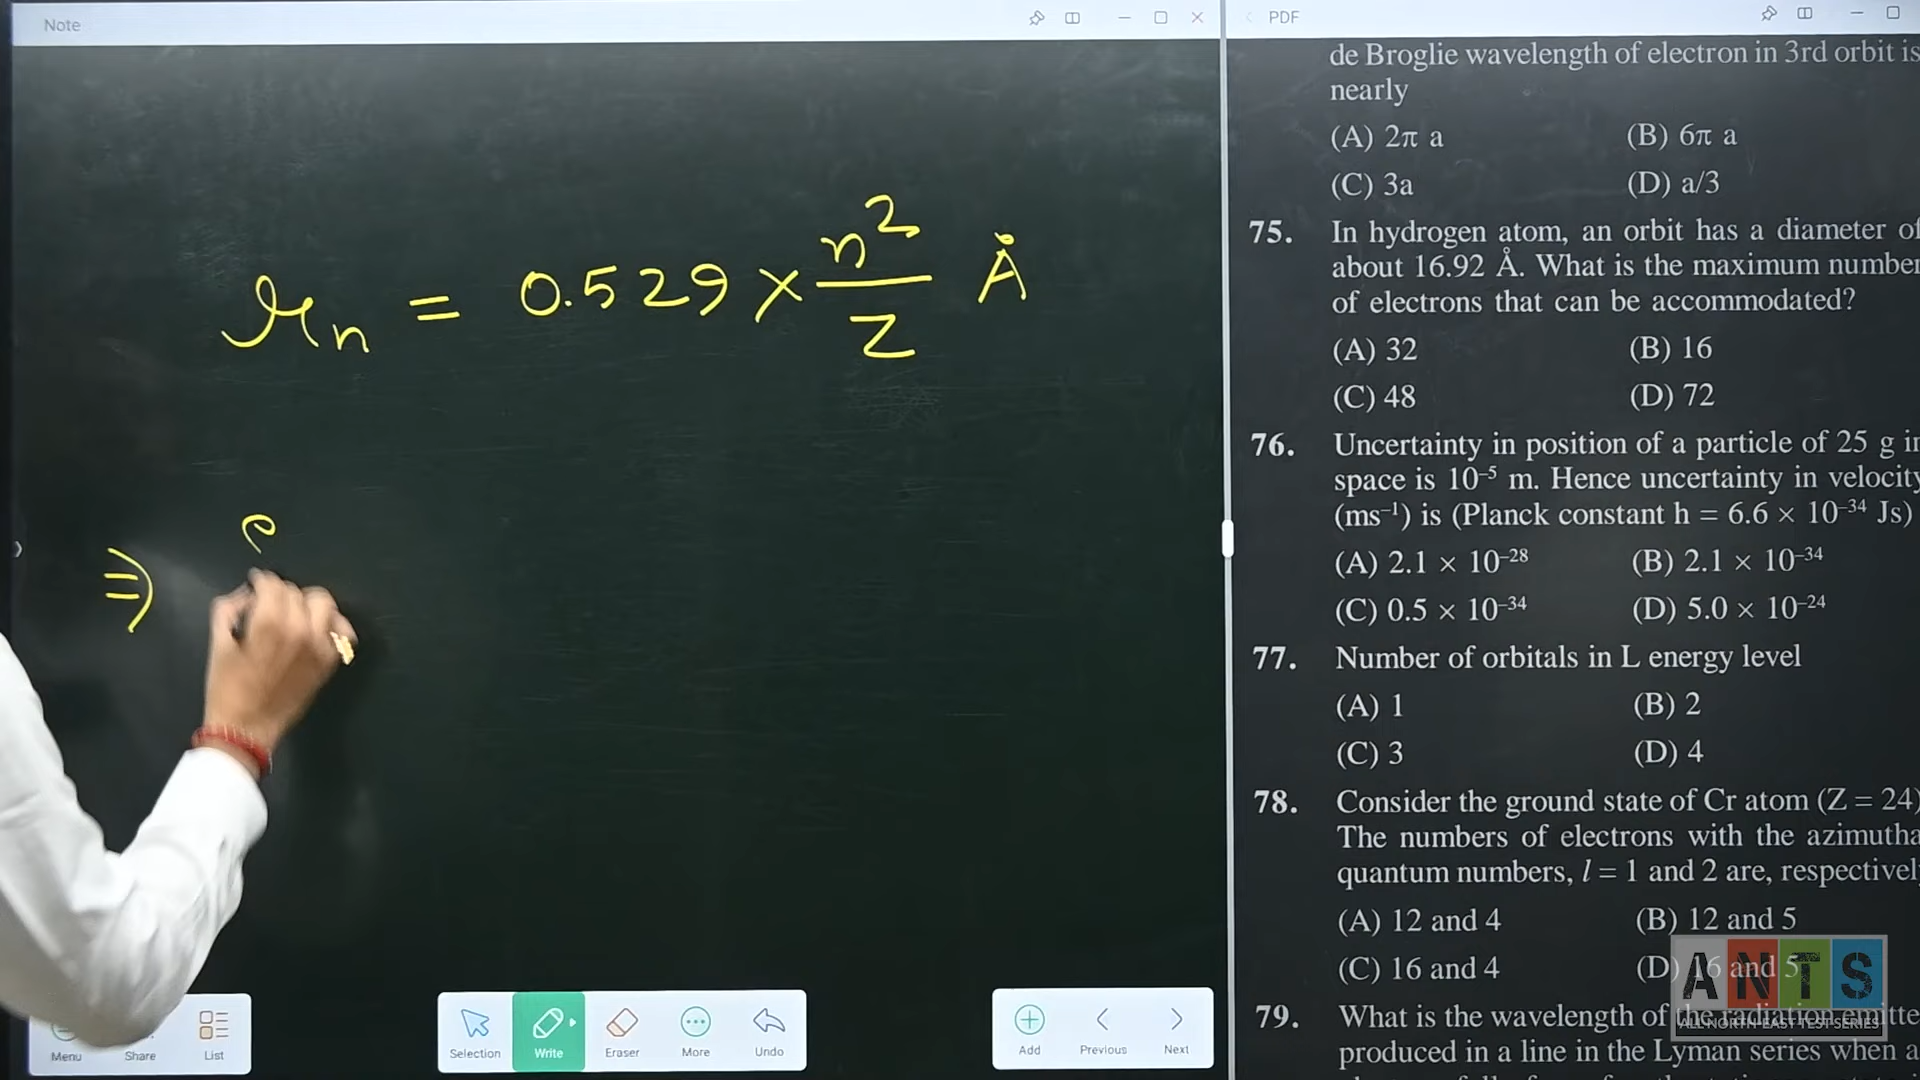 Note
PDF
rn = 0.529 × n²/Z Å
⇒
de Broglie wavelength of electron in 3rd orbit is
nearly
(A) 2π a (B) 6π a
(C) 3a (D) a/3
75. In hydrogen atom, an orbit has a diameter of
about 16.92 Å. What is the maximum number
of electrons that can be accommodated?
(A) 32 (B) 16
(C) 48 (D) 72
76. Uncertainty in position of a particle of 25 g in
space is 10⁻⁵ m. Hence uncertainty in velocity
(ms⁻¹) is (Planck constant h = 6.6 × 10⁻³⁴ Js)
(A) 2.1 × 10⁻²⁸ (B) 2.1 × 10⁻³⁴
(C) 0.5 × 10⁻³⁴ (D) 5.0 × 10⁻²⁴
77. Number of orbitals in L energy level
(A) 1 (B) 2
(C) 3 (D) 4
78. Consider the ground state of Cr atom (Z = 24)
The numbers of electrons with the azimutha
quantum numbers, l = 1 and 2 are, respectivel
(A) 12 and 4 (B) 12 and 5
(C) 16 and 4 (D) 16 and 5
79. What is the wavelength of the radiation emitte
produced in a line in the Lyman series when a
ANTS
ALL NORTH-EAST TEST SERIES
Menu Share List
Selection Write Eraser More Undo
Add Previous Next